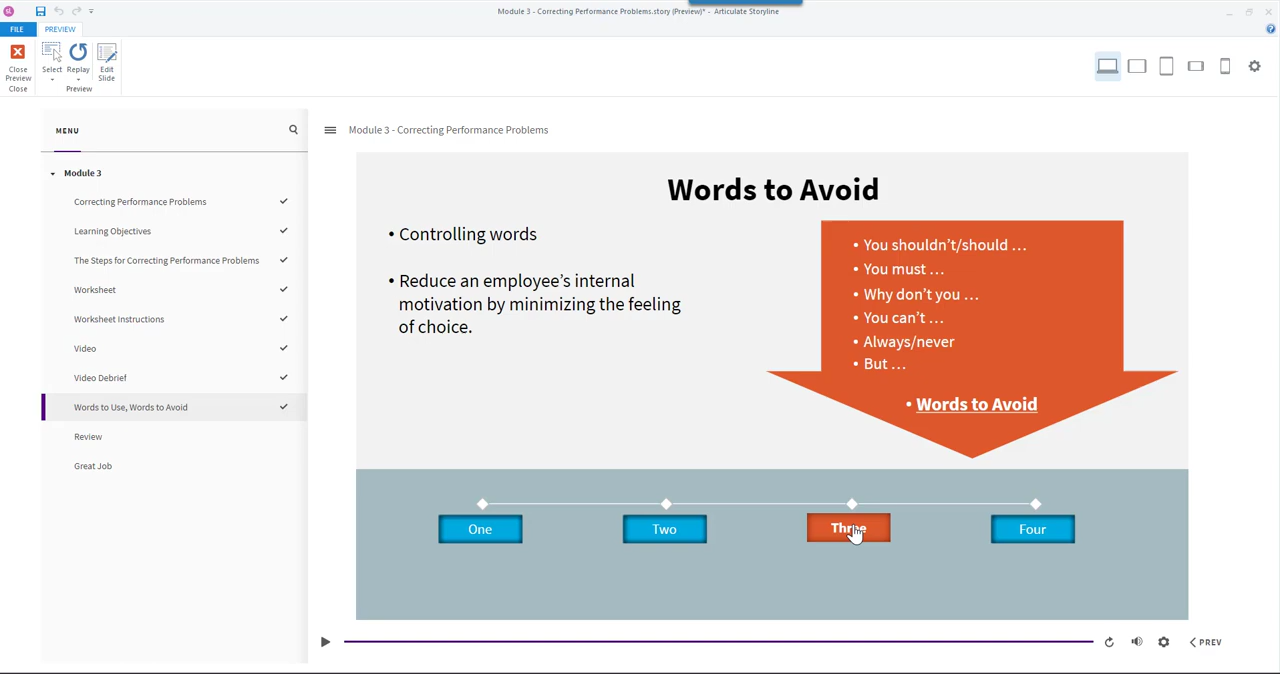 Module 3 - Correcting Performance Problems.story (Preview)* - Articulate Storyline
FILE
PREVIEW
Close
Preview
Select
Replay
Edit
Slide
Close
Preview
MENU
Module 3 - Correcting Performance Problems
Module 3
Correcting Performance Problems
Learning Objectives
The Steps for Correcting Performance Problems
Worksheet
Worksheet Instructions
Video
Video Debrief
Words to Use, Words to Avoid
Review
Great Job
Words to Avoid
• Controlling words
• Reduce an employee’s internal
motivation by minimizing the feeling
of choice.
• You shouldn’t/should …
• You must …
• Why don’t you …
• You can’t …
• Always/never
• But …
• Words to Avoid
One
Two
Three
Four
PREV